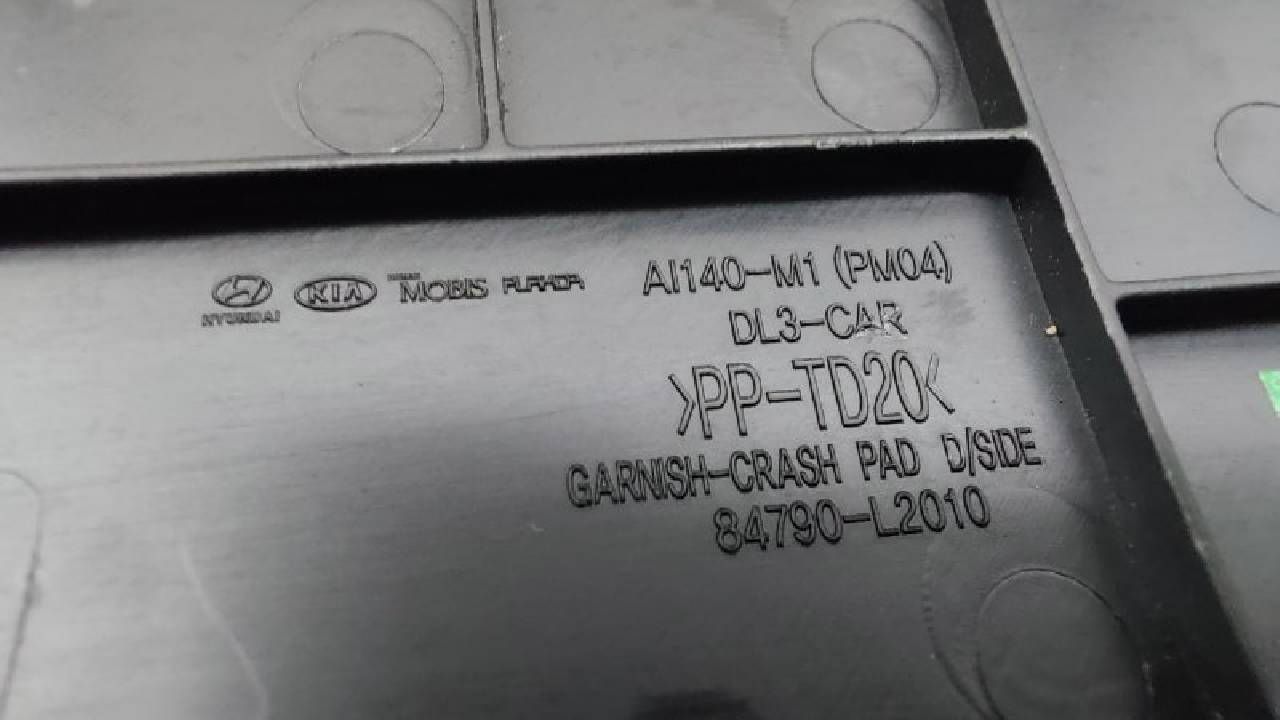 HYUNDAI KIA MOBIS
AI140-M1 (PM04)
DL3-CAR
>PP-TD20<
GARNISH-CRASH PAD D/SIDE
84790-L2010